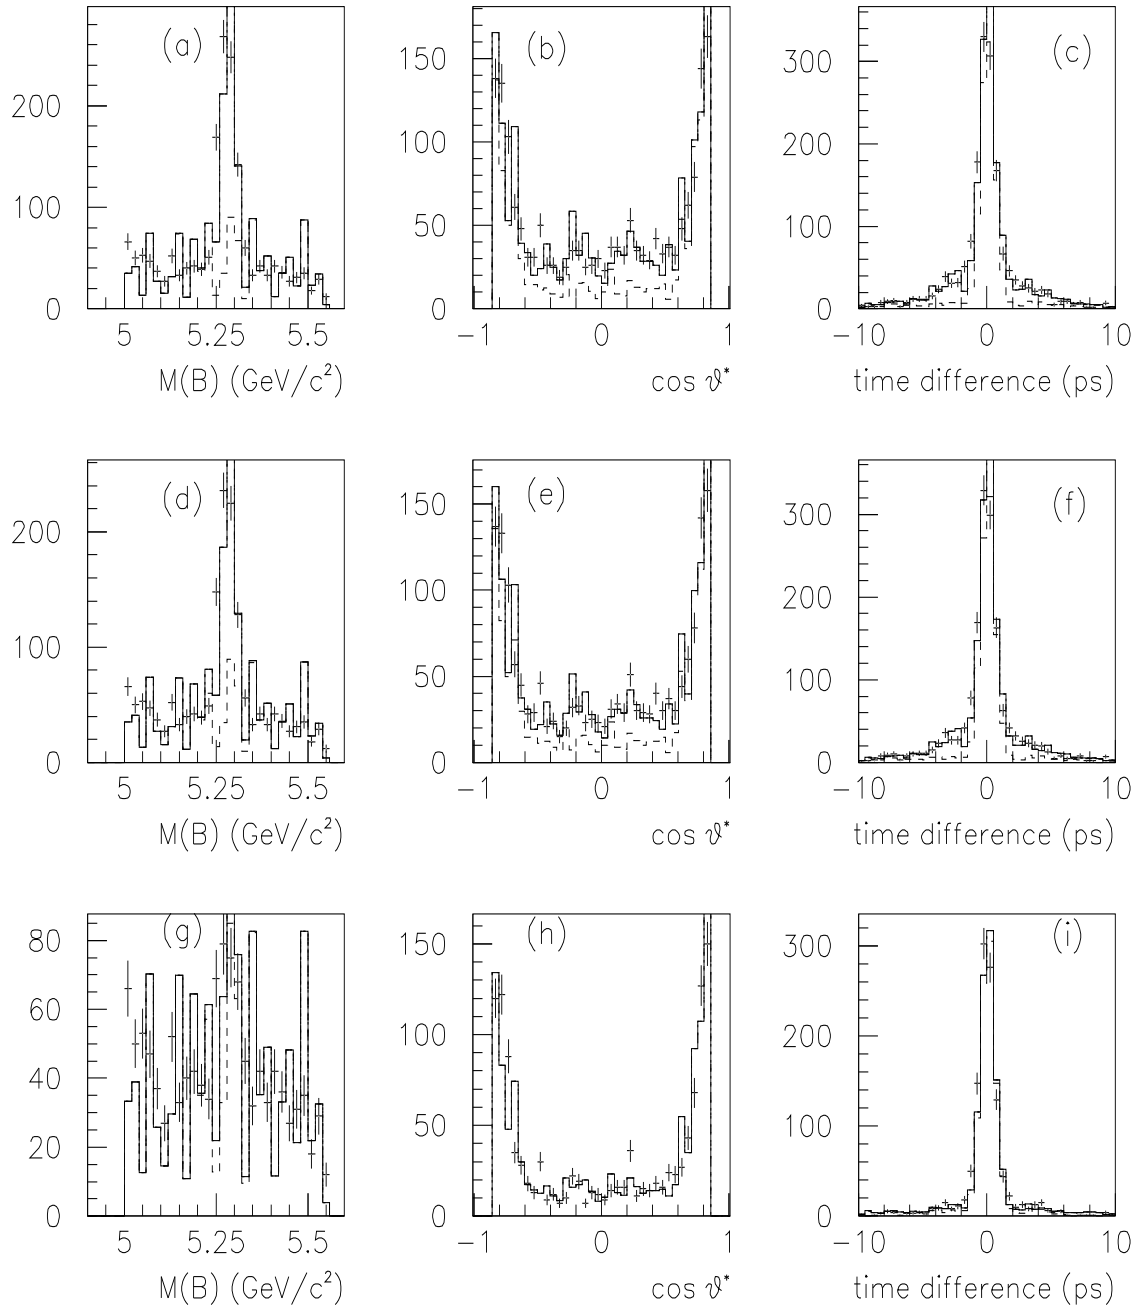 (a) (b) (c)
200 150 300
100 100 200
50 100
0 0 0
5 5.25 5.5 −1 0 1 −10 0 10
M(B) (GeV/c²) cos ϑ* time difference (ps)
(d) (e) (f)
200 150 300
100 100 200
50 100
0 0 0
5 5.25 5.5 −1 0 1 −10 0 10
M(B) (GeV/c²) cos ϑ* time difference (ps)
(g) (h) (i)
80 150 300
60 100 200
40 50 100
20
0 0 0
5 5.25 5.5 −1 0 1 −10 0 10
M(B) (GeV/c²) cos ϑ* time difference (ps)